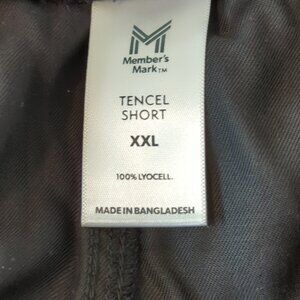 Member's
Mark™
TENCEL
SHORT
XXL
100% LYOCELL.
MADE IN BANGLADESH